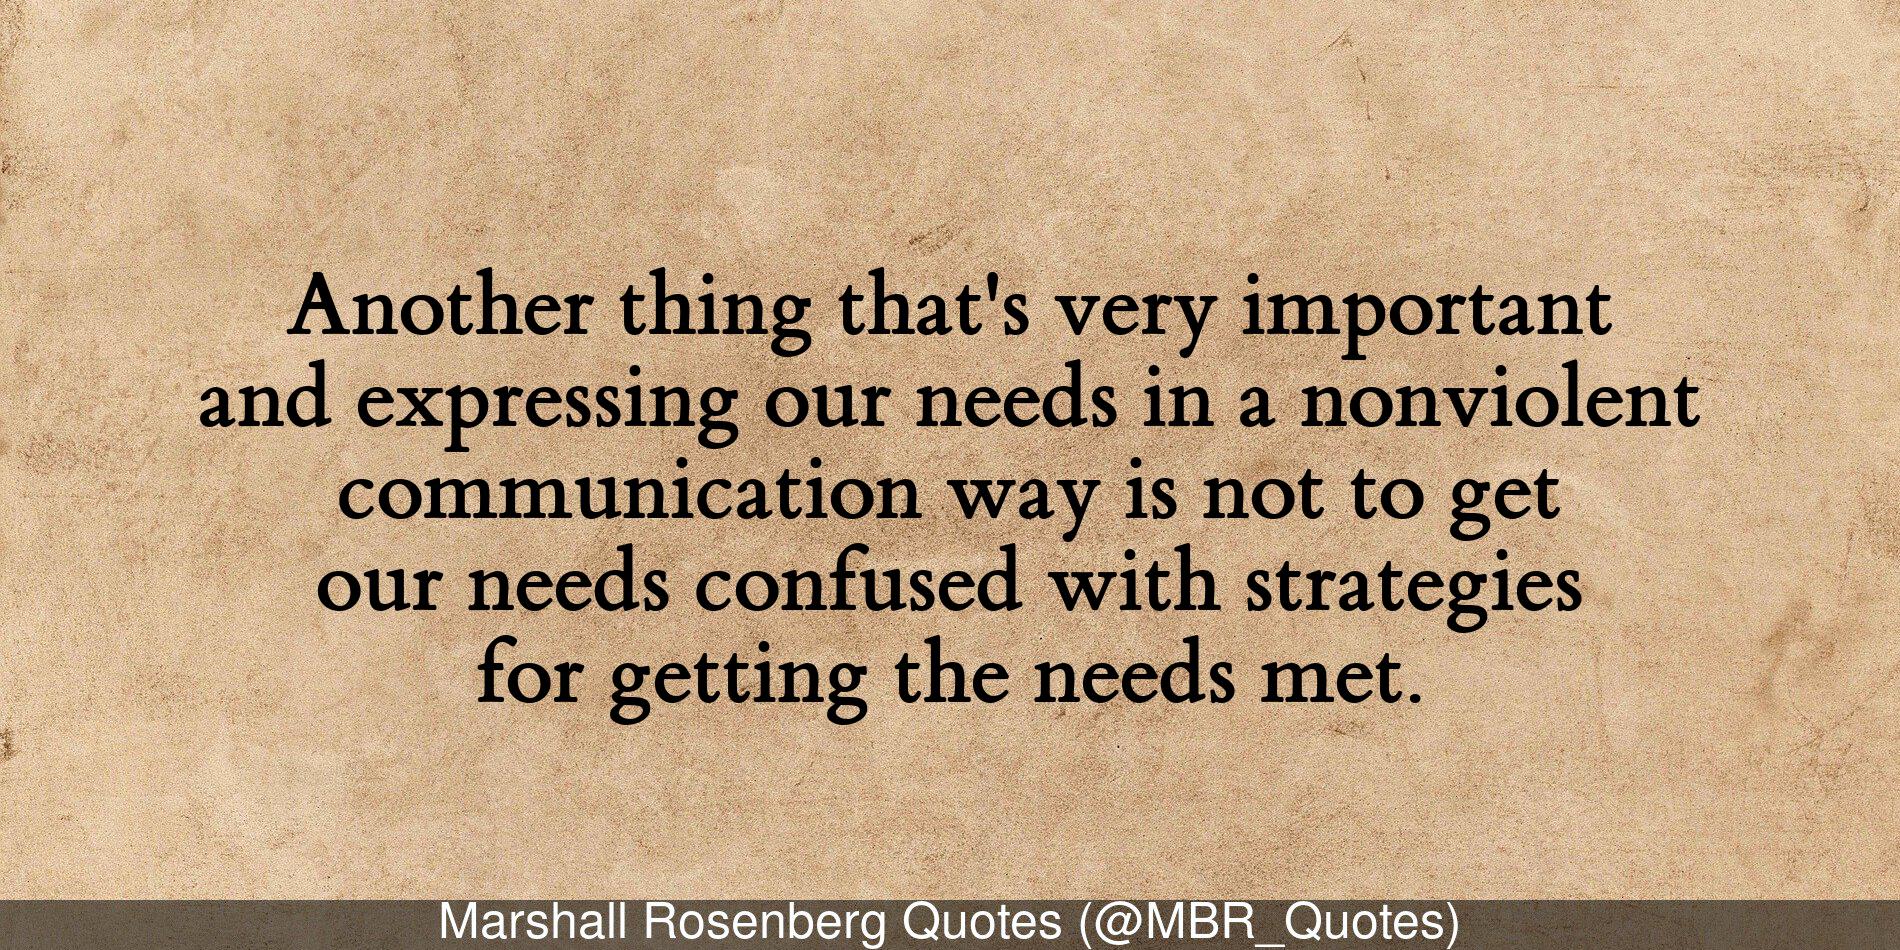 Another thing that's very important
and expressing our needs in a nonviolent
communication way is not to get
our needs confused with strategies
for getting the needs met.
Marshall Rosenberg Quotes (@MBR_Quotes)